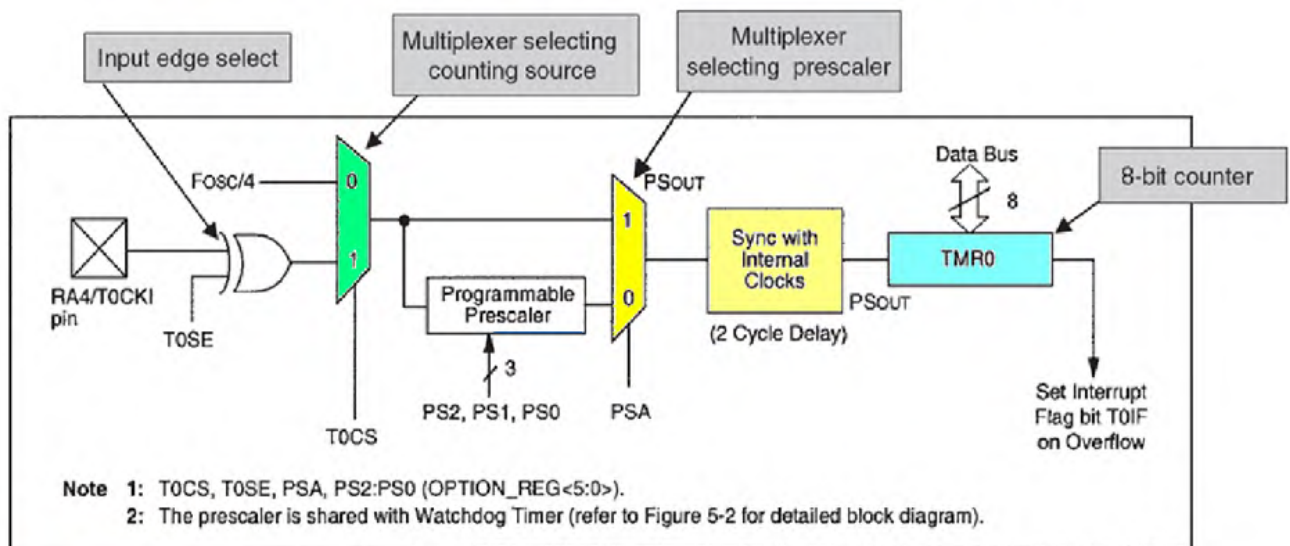 Input edge select
Multiplexer selecting
counting source
Multiplexer
selecting prescaler
8-bit counter
Data Bus
8
FOSC/4
0
1
PSOUT
1
0
RA4/T0CKI
pin
T0SE
Programmable
Prescaler
3
PS2, PS1, PS0
T0CS
PSA
Sync with
Internal
Clocks
(2 Cycle Delay)
PSOUT
TMR0
Set Interrupt
Flag bit T0IF
on Overflow
Note 1: T0CS, T0SE, PSA, PS2:PS0 (OPTION_REG<5:0>).
2: The prescaler is shared with Watchdog Timer (refer to Figure 5-2 for detailed block diagram).